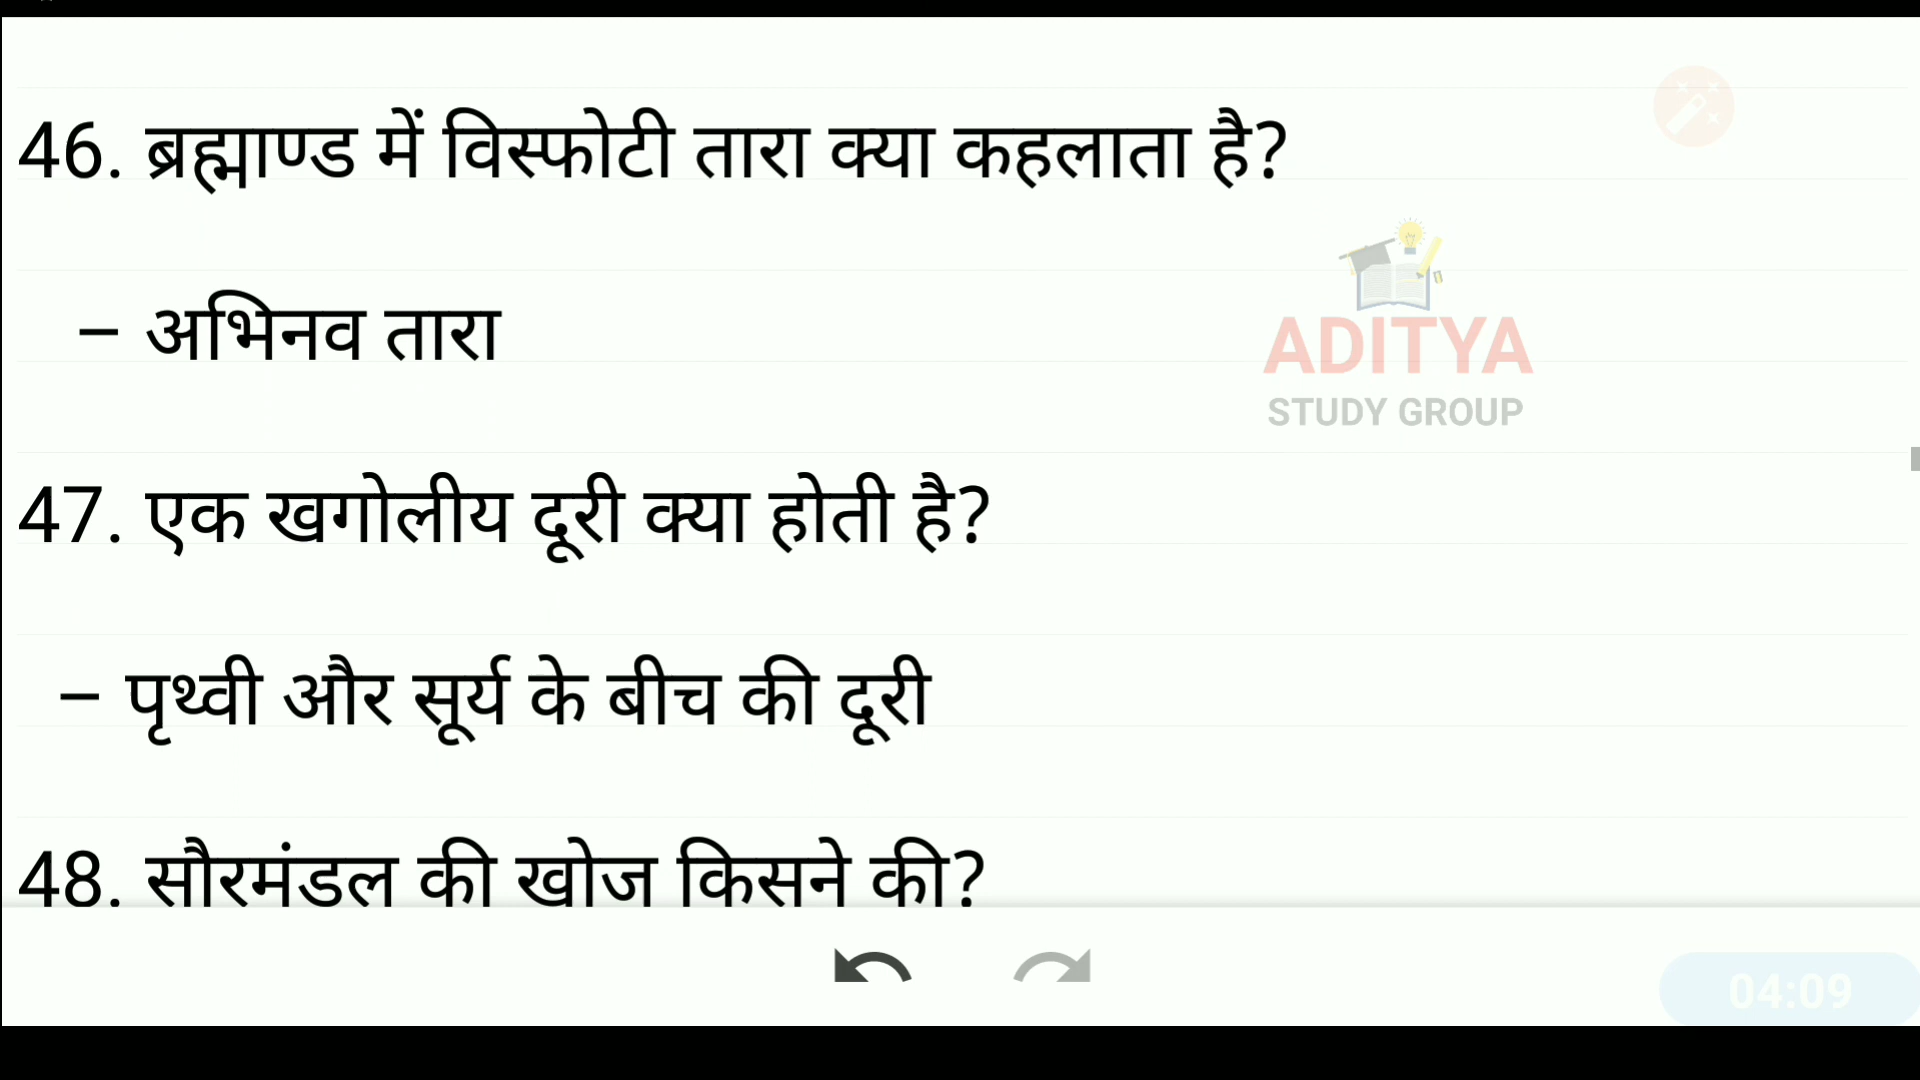 46. ब्रह्माण्ड में विस्फोटी तारा क्या कहलाता है?
– अभिनव तारा
ADITYA
STUDY GROUP
47. एक खगोलीय दूरी क्या होती है?
– पृथ्वी और सूर्य के बीच की दूरी
48. सौरमंडल की खोज किसने की?
04:09